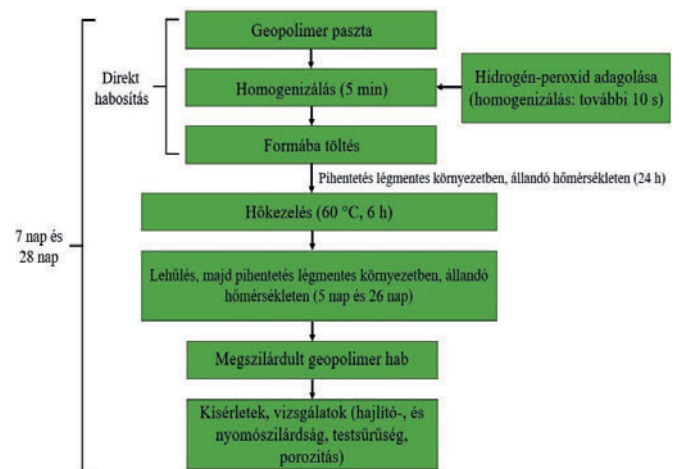 Geopolimer paszta
Direkt
habosítás
Homogenizálás (5 min)
Hidrogén-peroxid adagolása
(homogenizálás: további 10 s)
Formába töltés
Pihentetés légmentes környezetben, állandó hőmérsékleten (24 h)
Hőkezelés (60 °C, 6 h)
7 nap és
28 nap
Lehülés, majd pihentetés légmentes környezetben, állandó
hőmérsékleten (5 nap és 26 nap)
Megszilárdult geopolimer hab
Kísérletek, vizsgálatok (hajlító-, és
nyomószilárdság, testsűrűség,
porozitás)